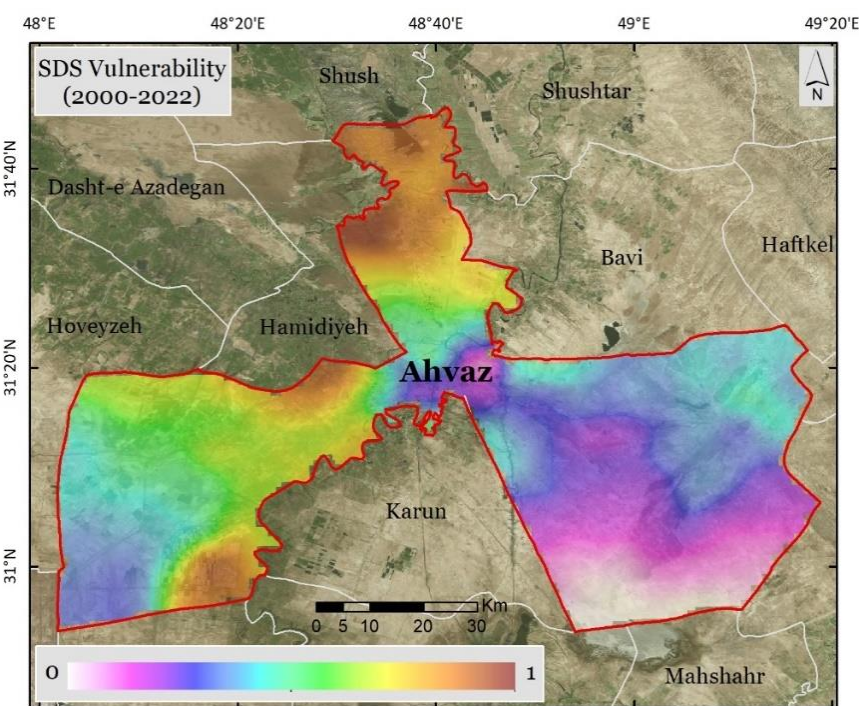 48°E 48°20'E 48°40'E 49°E 49°20'E
SDS Vulnerability
(2000-2022)
Shush
Shushtar
N
31°40'N
Dasht-e Azadegan
Haftkel
Bavi
Hoveyzeh
Hamidiyeh
31°20'N
Ahvaz
Karun
31°N
Km
0 5 10 20 30
0 1
Mahshahr